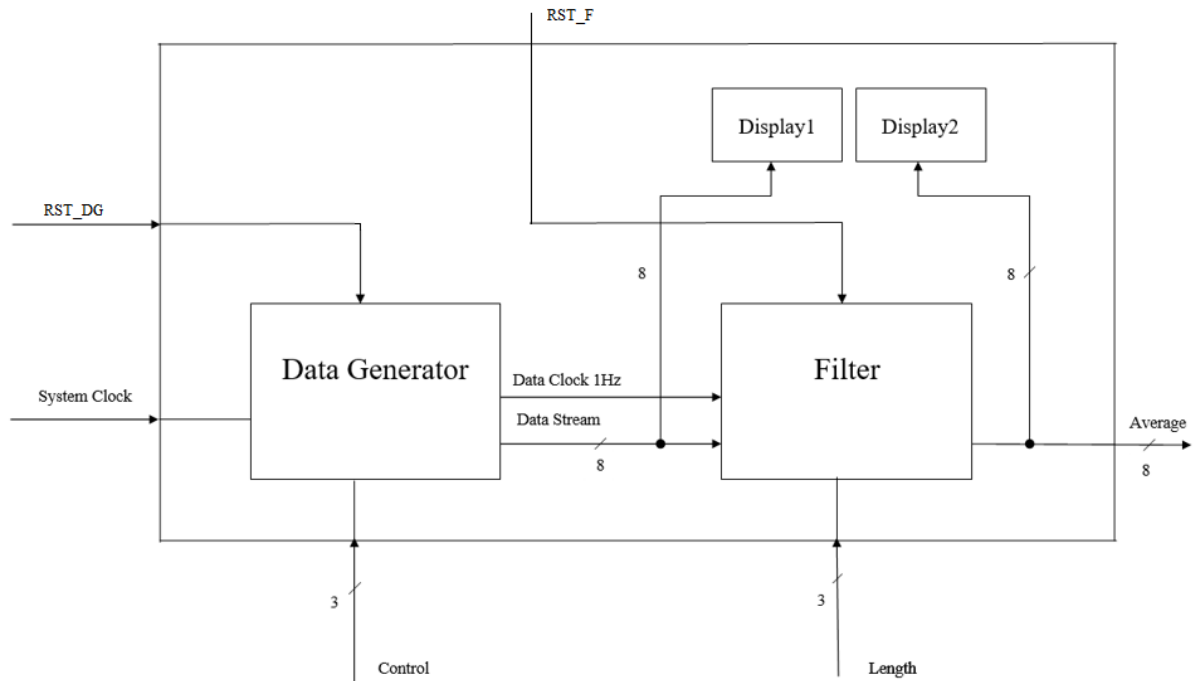 RST_F
Display1
Display2
RST_DG
8
8
Data Generator
Filter
System Clock
Data Clock 1Hz
Data Stream
8
Average
8
3
3
Control
Length